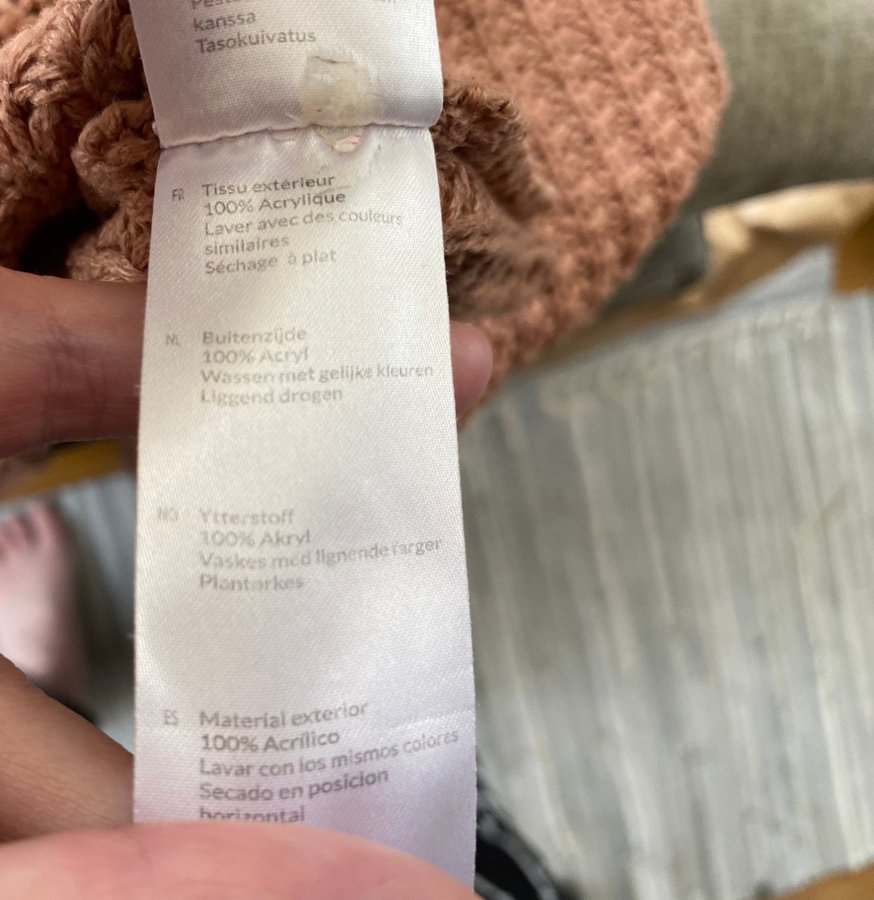 kanssa
Tasokuivatus
FR Tissu extérieur
100% Acrylique
Laver avec des couleurs
similaires
Séchage à plat
NL Buitenzijde
100% Acryl
Wassen met gelijke kleuren
Liggend drogen
NO Ytterstoff
100% Akryl
Vaskes med lignende farger
Plantørkes
ES Material exterior
100% Acrílico
Lavar con los mismos colores
Secado en posicion
horizontal